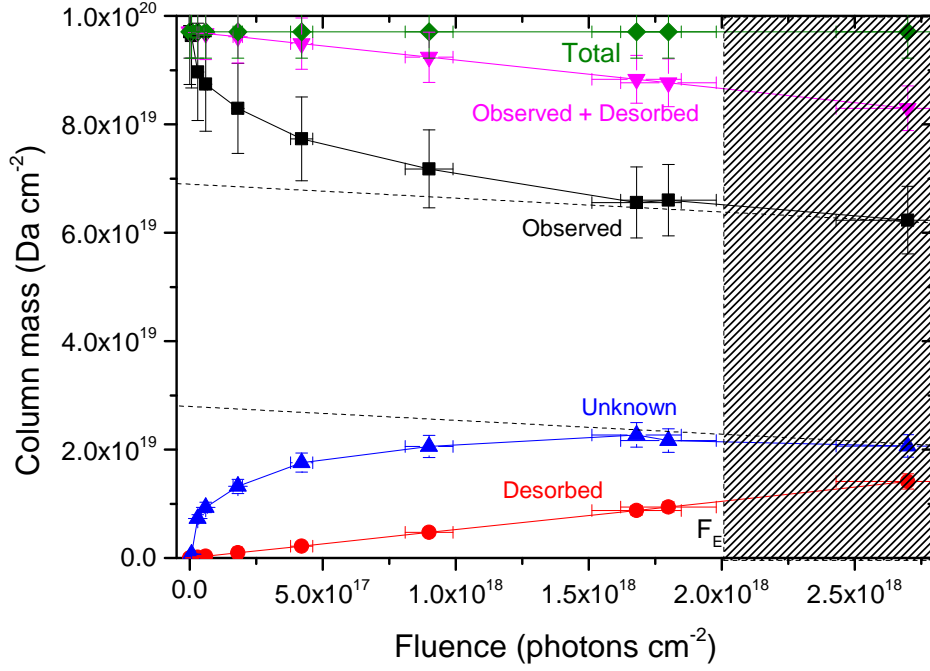 1.0x10^20
8.0x10^19
6.0x10^19
4.0x10^19
2.0x10^19
0.0
Column mass (Da cm^-2)
Total
Observed + Desorbed
Observed
Unknown
Desorbed
F_E
0.0
5.0x10^17
1.0x10^18
1.5x10^18
2.0x10^18
2.5x10^18
Fluence (photons cm^-2)